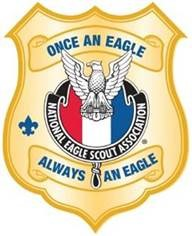 ONCE AN EAGLE
NATIONAL EAGLE SCOUT ASSOCIATION
®
ALWAYS AN EAGLE